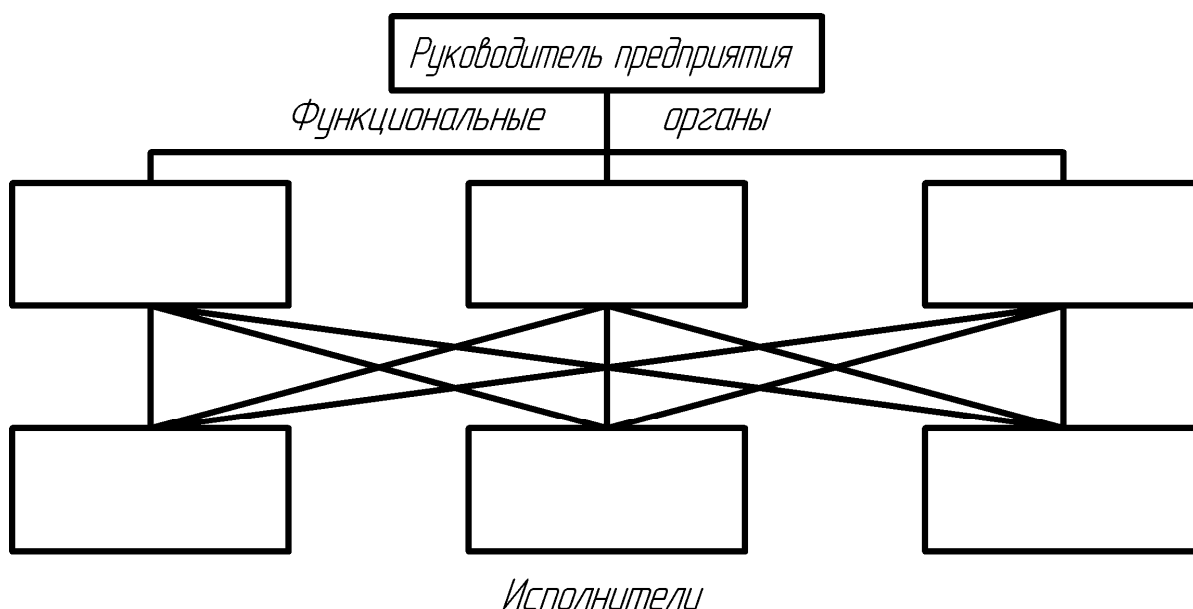 Руководитель предприятия
Функциональные органы
Исполнители